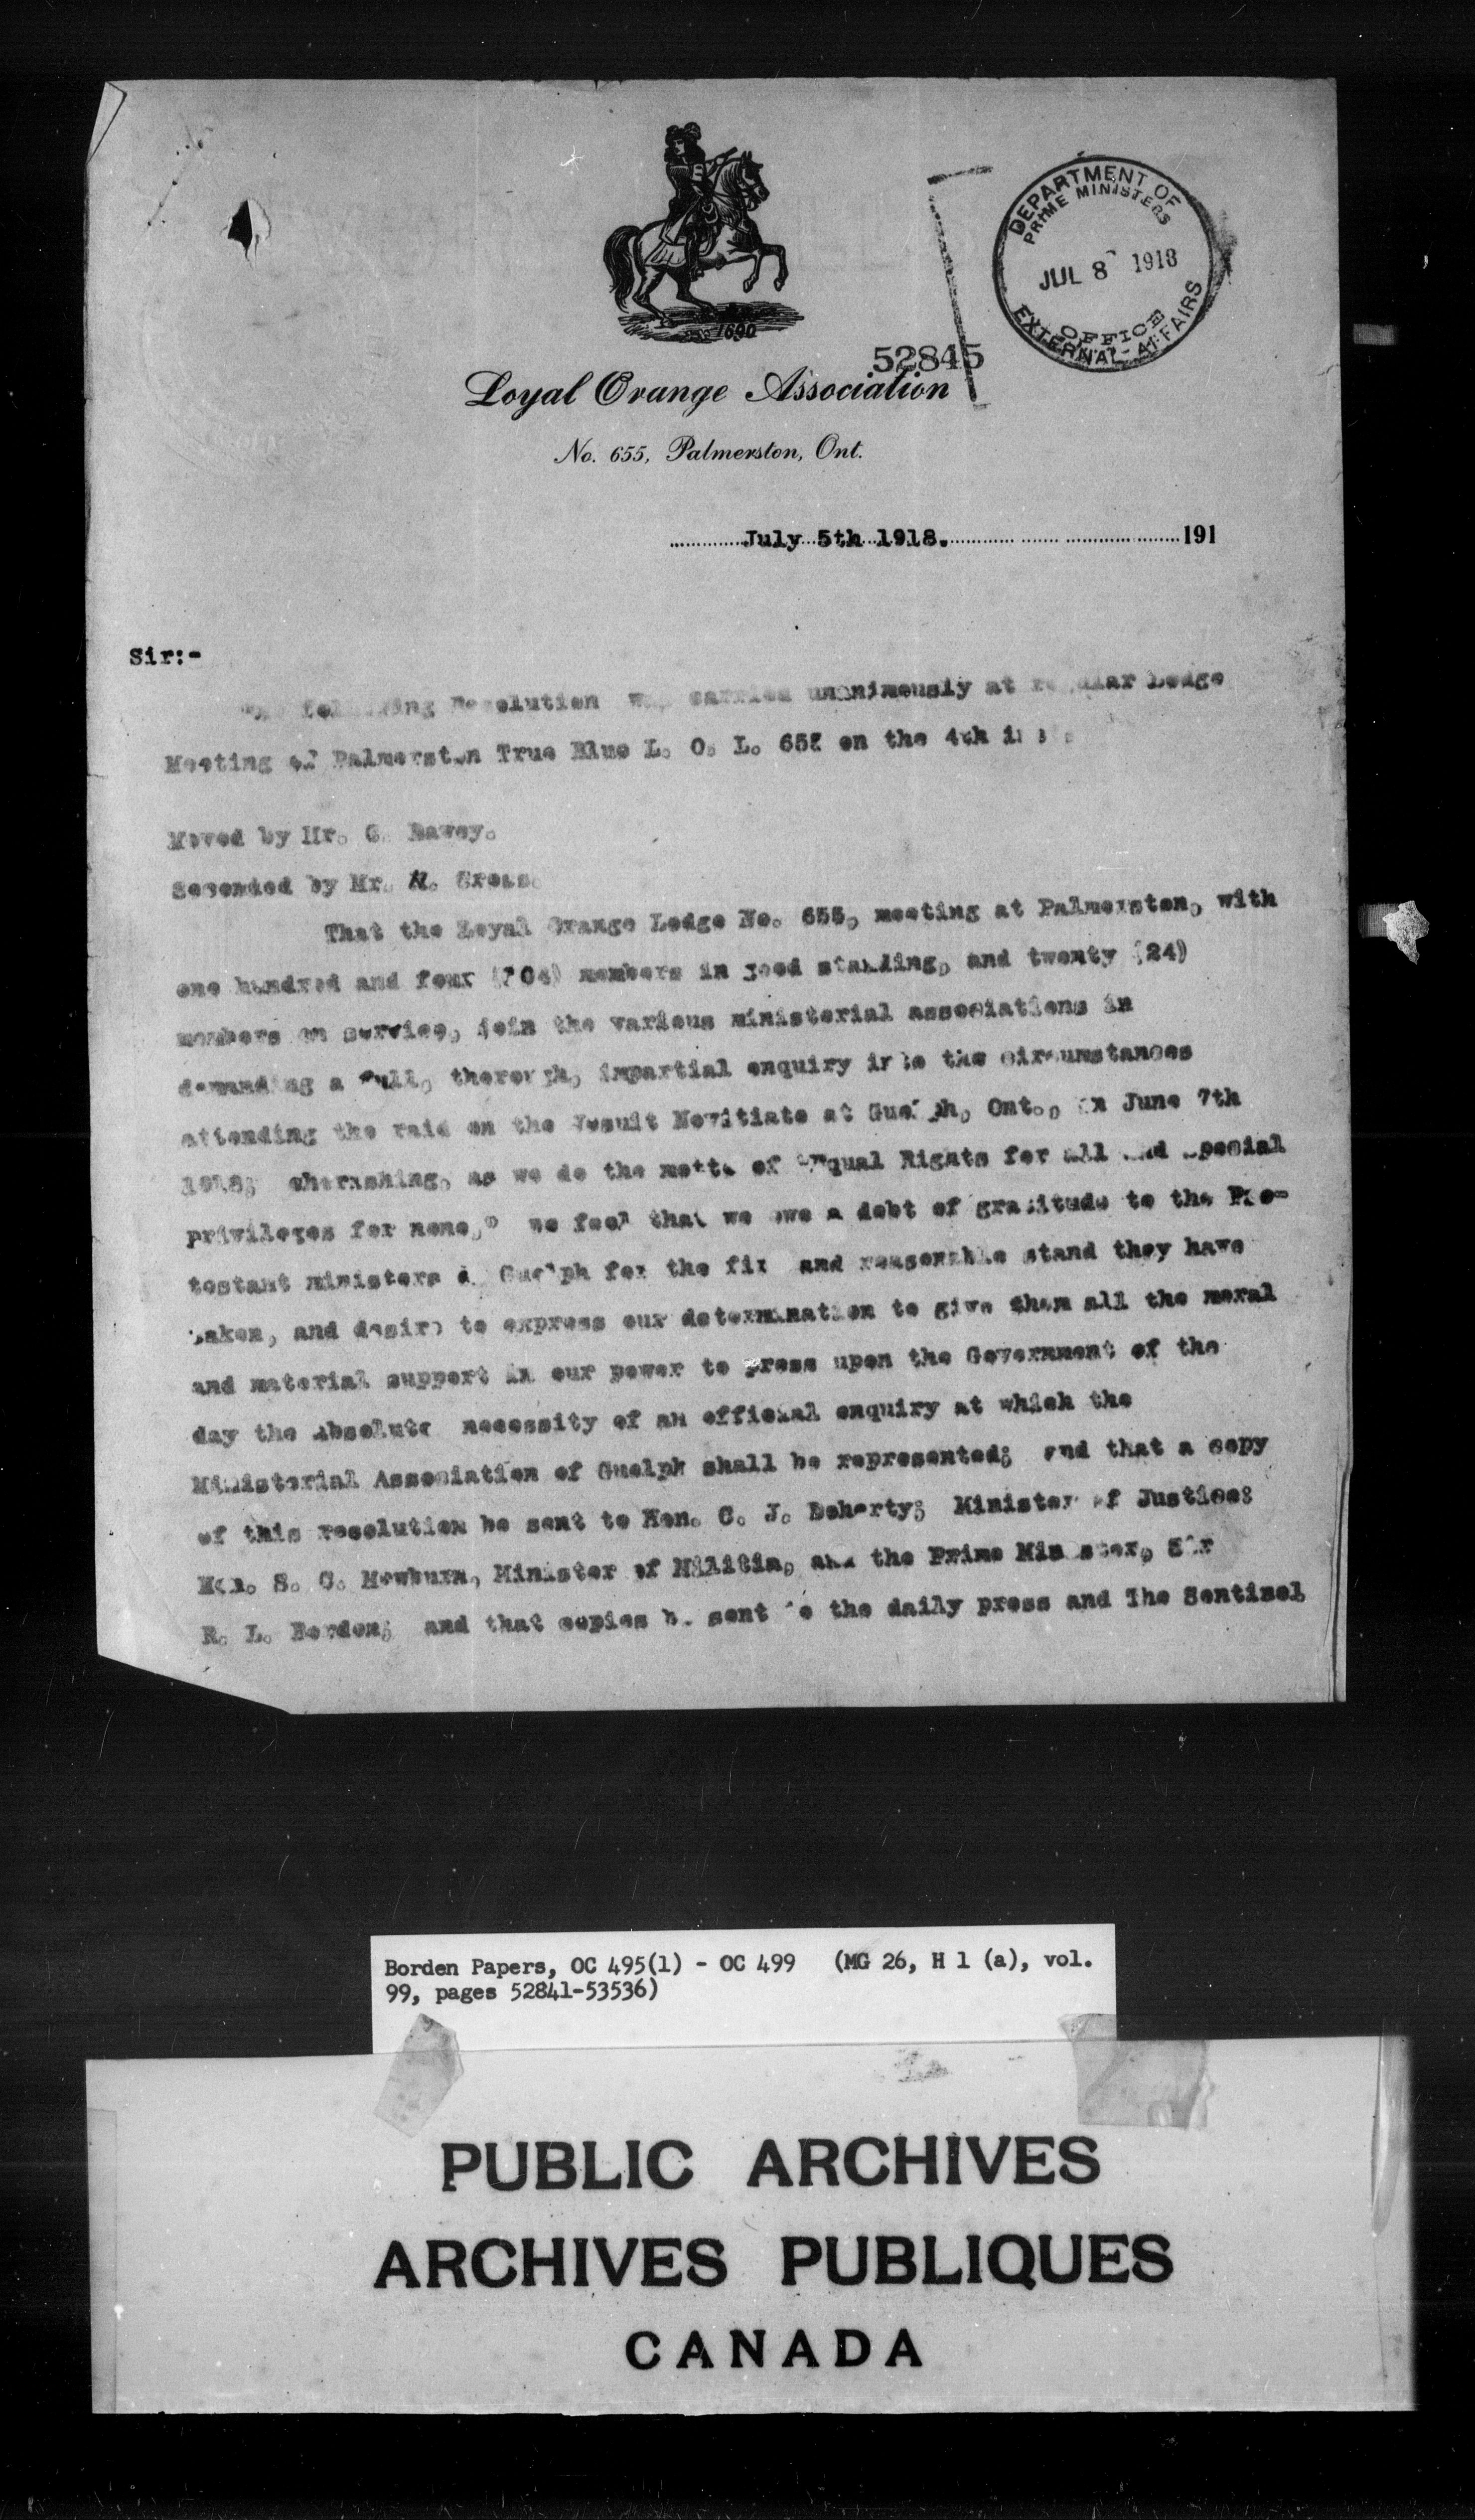 1690
DEPARTMENT OF
PRIME MINISTERS
JUL 8 1918
OFFICE
EXTERNAL AFFAIRS
52845
Loyal Orange Association
No. 655, Palmerston, Ont.
July 5th 1918. 191
Sir:-
following Resolution was carried unanimously at regular Lodge
Meeting of Palmerston True Blue L. O. L. 655 on the 4th
Moved by Mr. G.
Seconded by Mr.
That the Loyal Orange Lodge No. 655, meeting at Palmerston, with
one hundred and four (104) members in good standing, and twenty (24)
members on service, join the various ministerial associations in
demanding a full, thorough, impartial enquiry into the circumstances
attending the raid on the Jesuit Novitiate at Guelph, Ont., on June 7th
1918; cherishing, as we do the motto of "Equal Rights for all and special
privileges for none," we feel that we owe a debt of gratitude to the Pro-
testant ministers Guelph for the and reasonable stand they have
taken, and desire to express our determination to give them all the moral
and material support in our power to press upon the Government of the
day the absolute necessity of an official enquiry at which the
Ministerial Association of Guelph shall be represented; and that a copy
of this resolution be sent to Hon. C. J. Doherty; Minister of Justice;
Hon. S. C. Mewburn, Minister of Militia, and the Prime Minister, Sir
R. L. Borden; and that copies be sent to the daily press and The Sentinel
Borden Papers, OC 495(1) - OC 499 (MG 26, H 1 (a), vol.
99, pages 52841-53536)
PUBLIC ARCHIVES
ARCHIVES PUBLIQUES
CANADA